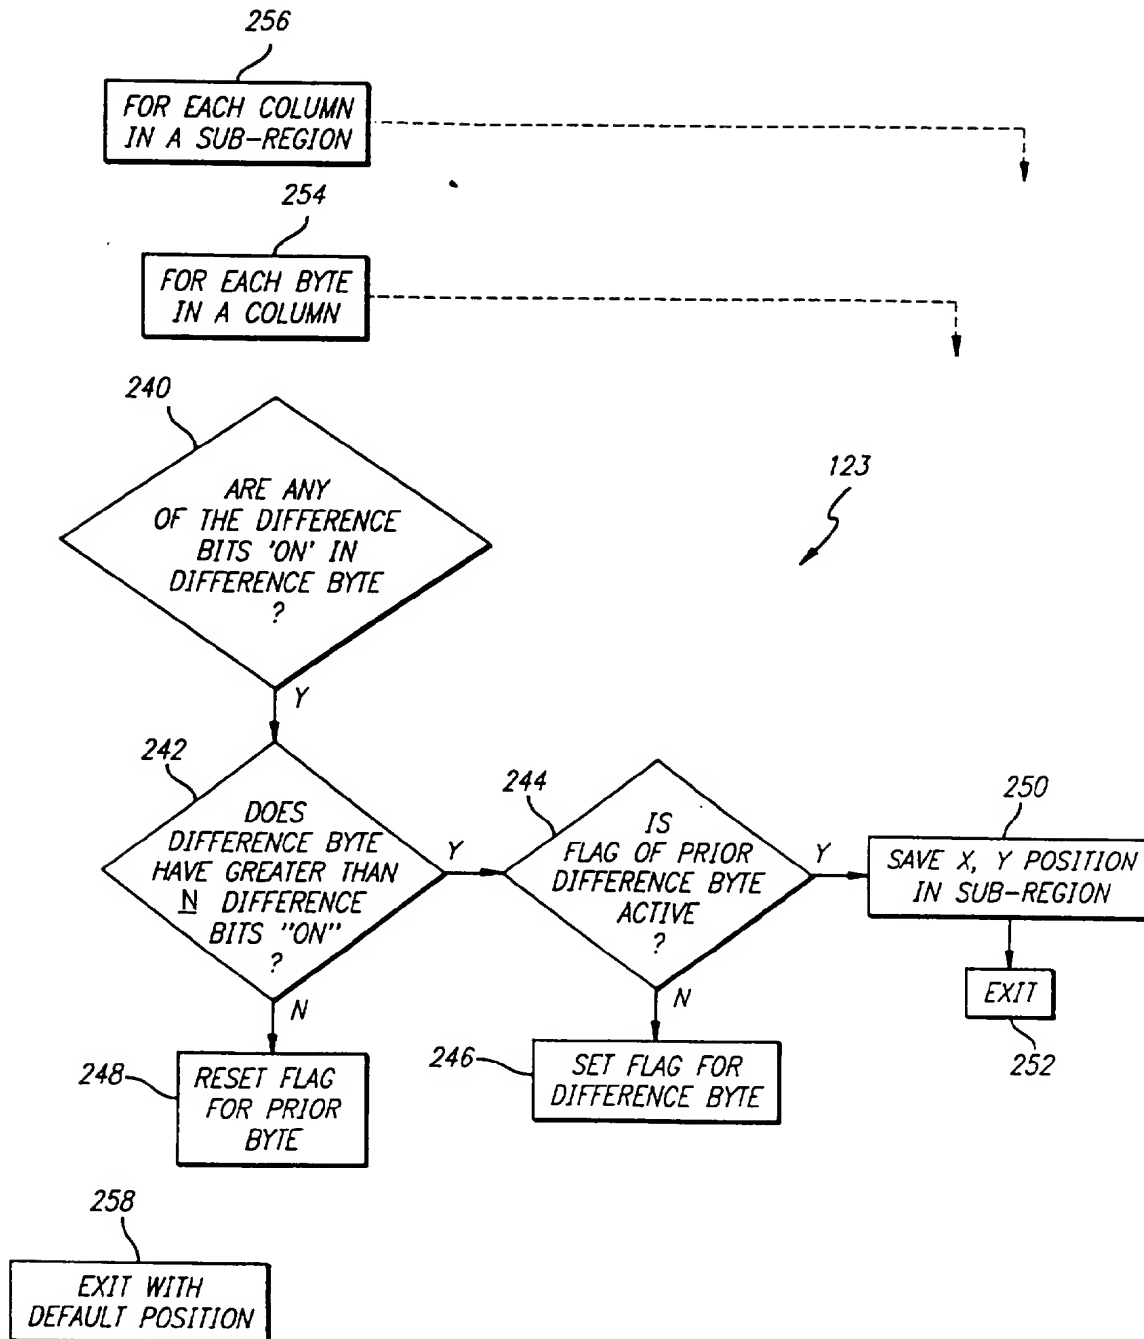 256
FOR EACH COLUMN
IN A SUB-REGION
254
FOR EACH BYTE
IN A COLUMN
240
ARE ANY
OF THE DIFFERENCE
BITS 'ON' IN
DIFFERENCE BYTE
?
123
Y
242
DOES
DIFFERENCE BYTE
HAVE GREATER THAN
N DIFFERENCE
BITS "ON"
?
Y
N
244
IS
FLAG OF PRIOR
DIFFERENCE BYTE
ACTIVE
?
Y
N
250
SAVE X, Y POSITION
IN SUB-REGION
EXIT
252
248
RESET FLAG
FOR PRIOR
BYTE
246
SET FLAG FOR
DIFFERENCE BYTE
258
EXIT WITH
DEFAULT POSITION